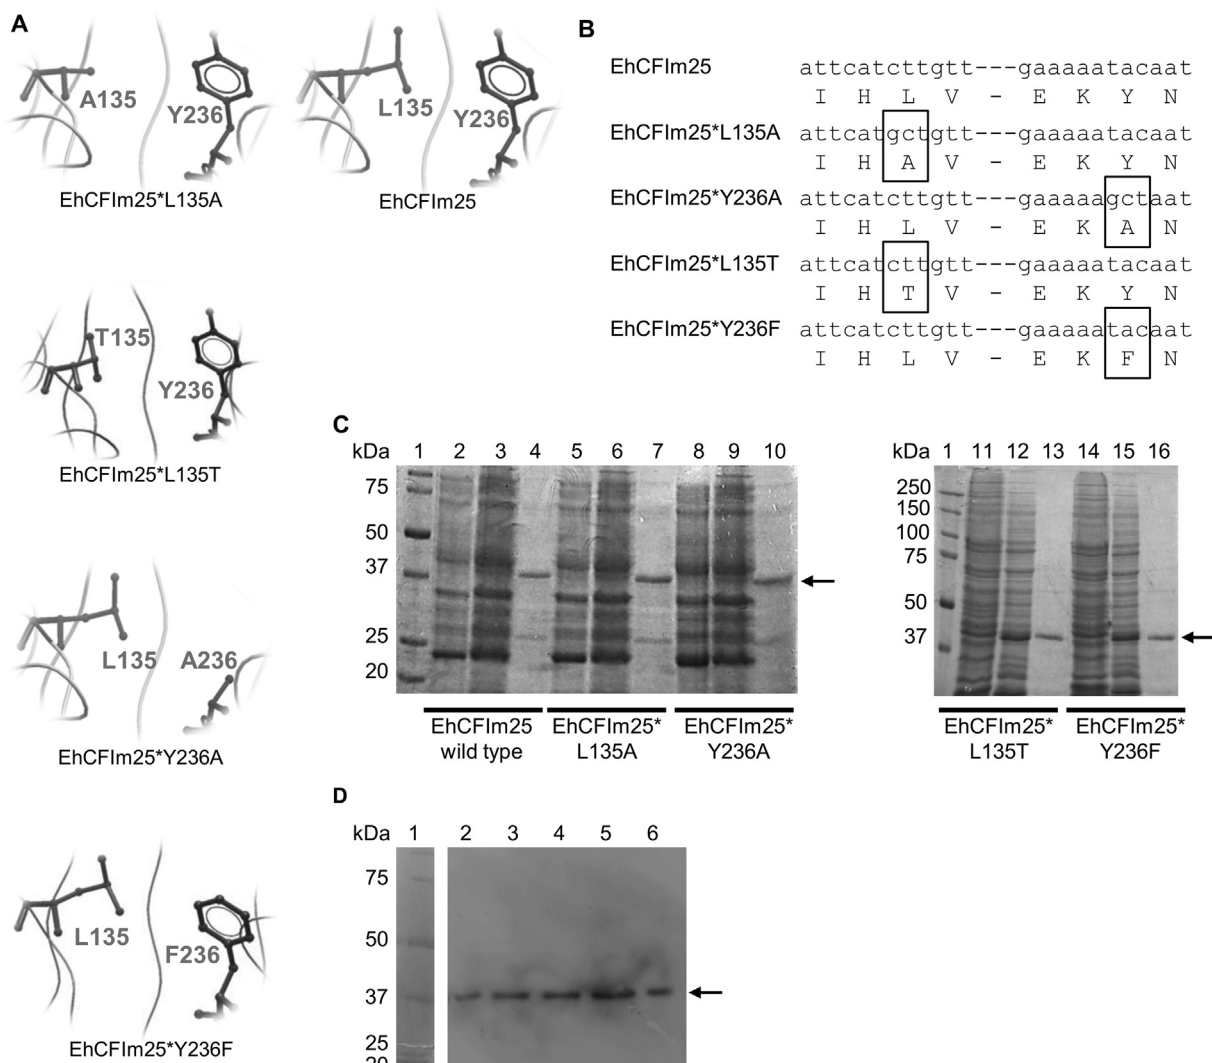 A
A135
Y236
EhCFIm25*L135A
L135
Y236
EhCFIm25
T135
Y236
EhCFIm25*L135T
L135
A236
EhCFIm25*Y236A
L135
F236
EhCFIm25*Y236F
B
EhCFIm25 attcatcttgtt---gaaaaatacaat
I H L V - E K Y N
EhCFIm25*L135A attcatgctgtt---gaaaaatacaat
I H A V - E K Y N
EhCFIm25*Y236A attcatcttgtt---gaaaaagctaat
I H L V - E K A N
EhCFIm25*L135T attcatcttgtt---gaaaaatacaat
I H T V - E K Y N
EhCFIm25*Y236F attcatcttgtt---gaaaaatacaat
I H L V - E K F N
C
kDa 1 2 3 4 5 6 7 8 9 10
75
50
37
25
20
EhCFIm25 wild type
EhCFIm25* L135A
EhCFIm25* Y236A
kDa 1 11 12 13 14 15 16
250
150
100
75
50
37
EhCFIm25* L135T
EhCFIm25* Y236F
D
kDa 1 2 3 4 5 6
75
50
37
25
20